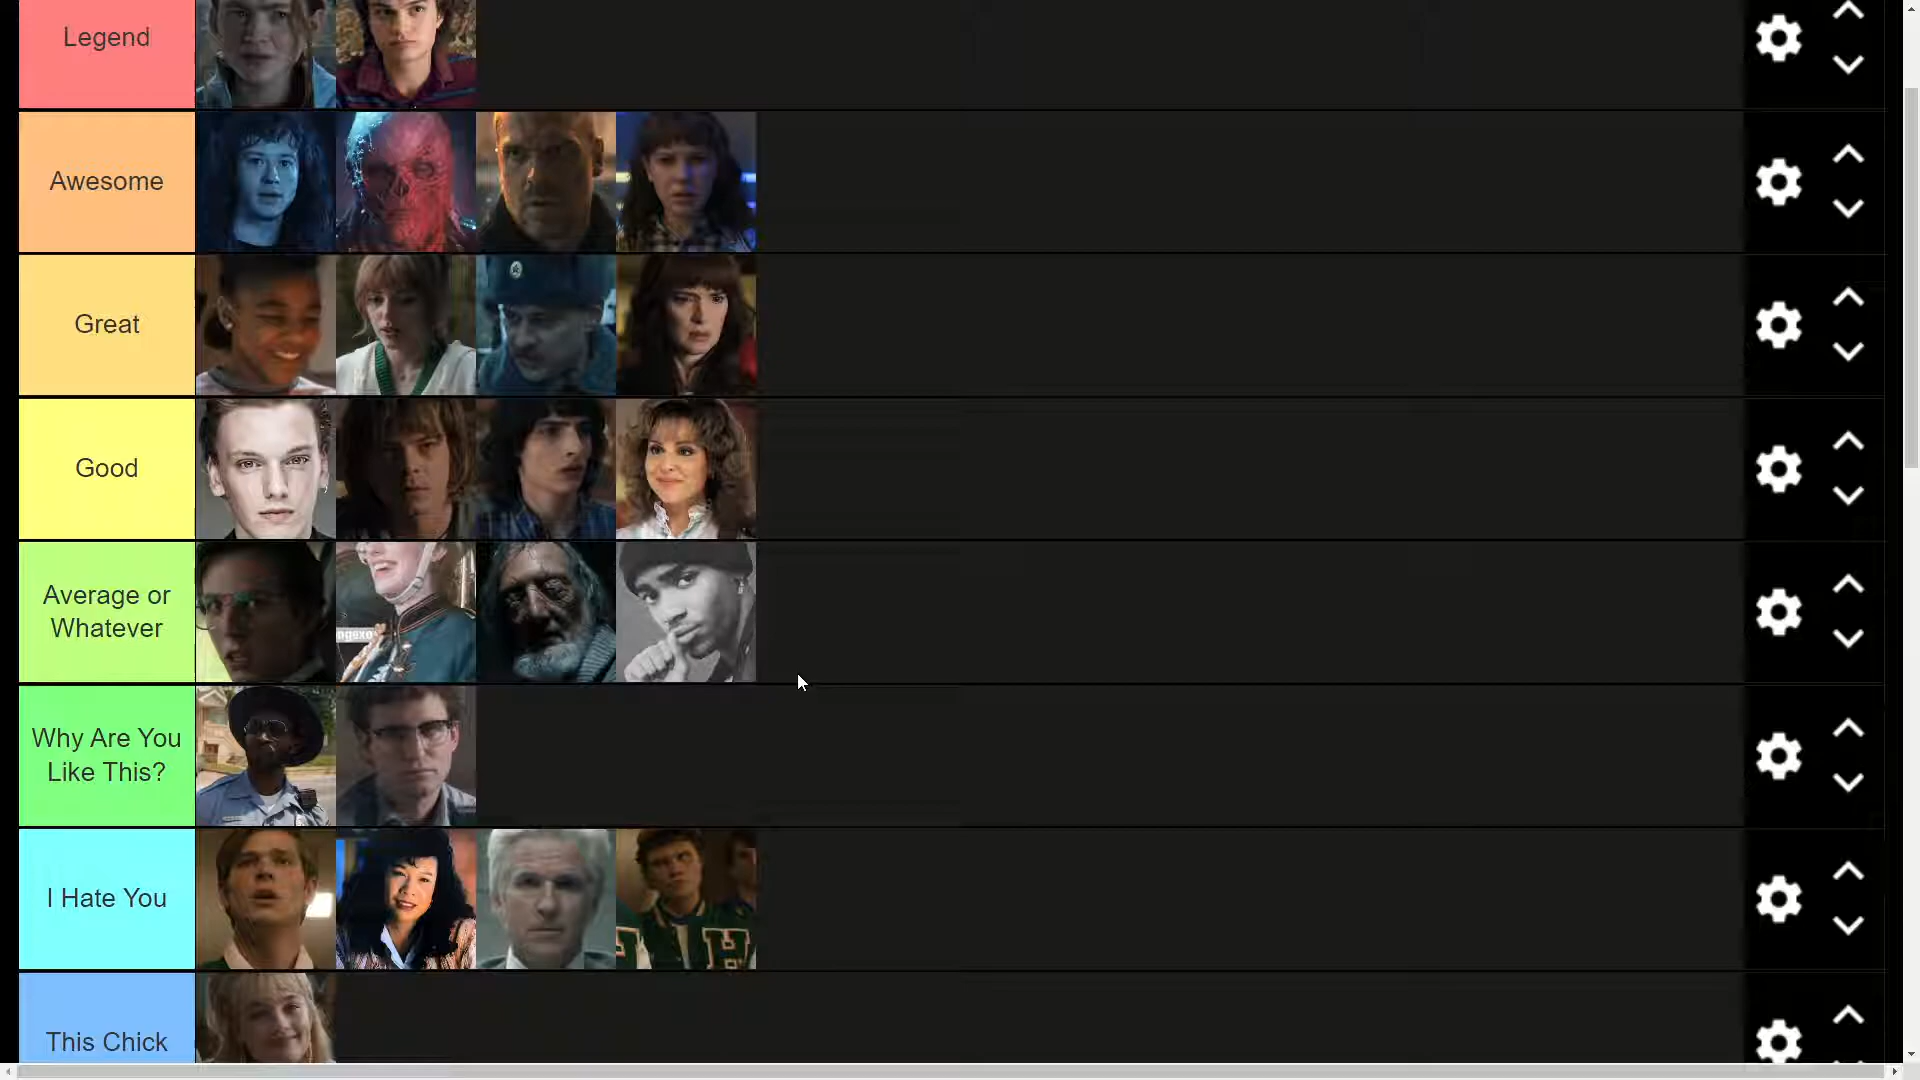 Legend
Awesome
Great
Good
Average or
Whatever
Why Are You
Like This?
I Hate You
H
This Chick